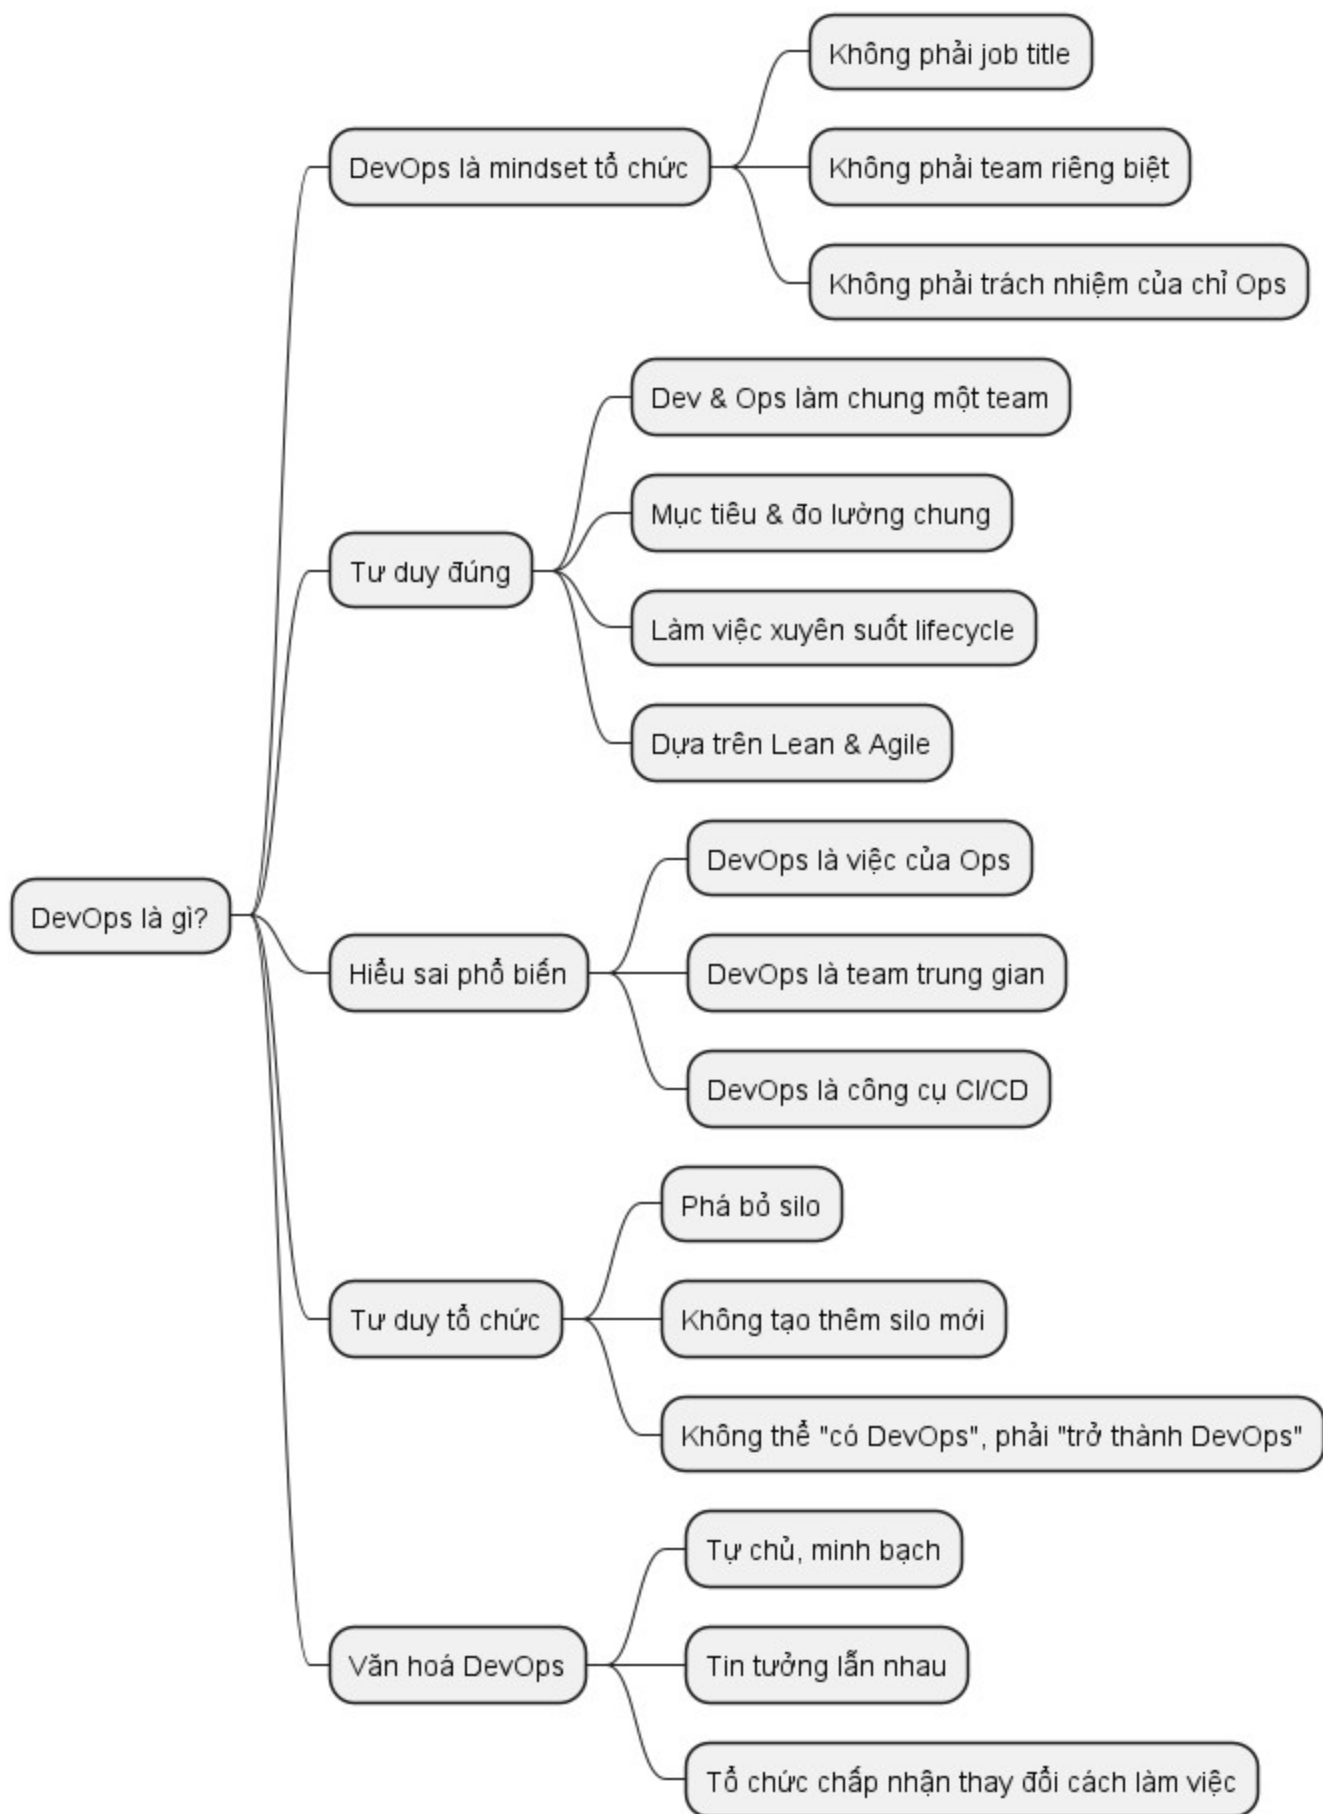 DevOps là gì?
DevOps là mindset tổ chức
Không phải job title
Không phải team riêng biệt
Không phải trách nhiệm của chỉ Ops
Tư duy đúng
Dev & Ops làm chung một team
Mục tiêu & đo lường chung
Làm việc xuyên suốt lifecycle
Dựa trên Lean & Agile
Hiểu sai phổ biến
DevOps là việc của Ops
DevOps là team trung gian
DevOps là công cụ CI/CD
Tư duy tổ chức
Phá bỏ silo
Không tạo thêm silo mới
Không thể "có DevOps", phải "trở thành DevOps"
Văn hoá DevOps
Tự chủ, minh bạch
Tin tưởng lẫn nhau
Tổ chức chấp nhận thay đổi cách làm việc